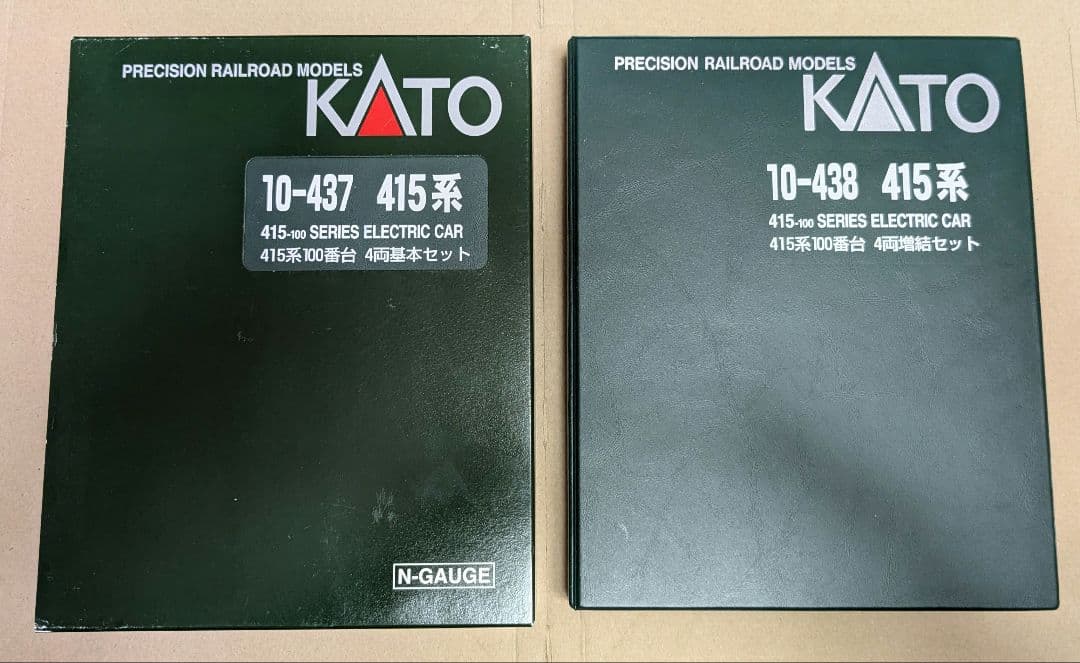 PRECISION RAILROAD MODELS
KATO
10-437 415系
415-100 SERIES ELECTRIC CAR
415系100番台 4両基本セット
N-GAUGE
PRECISION RAILROAD MODELS
KATO
10-438 415系
415-100 SERIES ELECTRIC CAR
415系100番台 4両増結セット